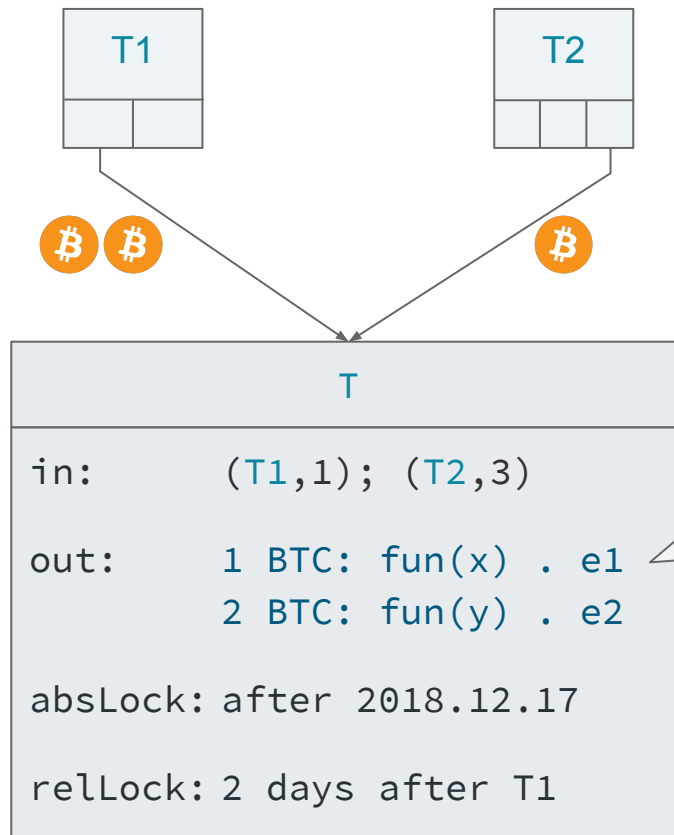 T1
T2
T
in: (T1,1); (T2,3)
out: 1 BTC: fun(x) . e1
2 BTC: fun(y) . e2
absLock: after 2018.12.17
relLock: 2 days after T1